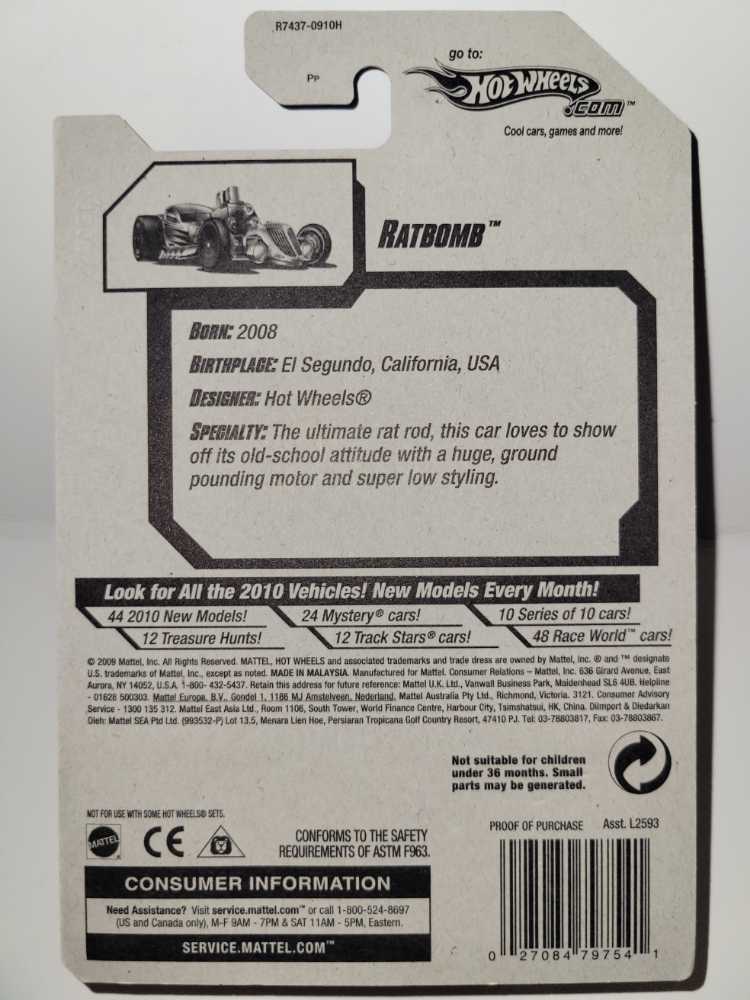 R7437-0910H
PP
go to:
HOT WHEELS
.COM™
Cool cars, games and more!
RATBOMB™
BORN: 2008
BIRTHPLACE: El Segundo, California, USA
DESIGNER: Hot Wheels®
SPECIALTY: The ultimate rat rod, this car loves to show
off its old-school attitude with a huge, ground
pounding motor and super low styling.
Look for All the 2010 Vehicles! New Models Every Month!
44 2010 New Models! 24 Mystery® cars! 10 Series of 10 cars!
12 Treasure Hunts! 12 Track Stars® cars! 48 Race World™ cars!
© 2009 Mattel, Inc. All Rights Reserved. MATTEL, HOT WHEELS and associated trademarks and trade dress are owned by Mattel, Inc. ® and ™ designate
U.S. trademarks of Mattel, Inc., except as noted. MADE IN MALAYSIA. Manufactured for Mattel. Consumer Relations – Mattel, Inc. 636 Girard Avenue, East
Aurora, NY 14052, U.S.A. 1-800- 432-5437. Retain this address for future reference: Mattel U.K. Ltd., Vanwall Business Park, Maidenhead SL6 4UB. Helpline
- 01628 500303. Mattel Europa, B.V., Gondel 1, 1186 MJ Amstelveen, Nederland. Mattel Australia Pty Ltd., Richmond, Victoria. 3121. Consumer Advisory
Service - 1300 135 312. Mattel East Asia Ltd., Room 1106, South Tower, World Finance Centre, Harbour City, Tsimshatsui, HK, China. Diimport & Diedarkan
Oleh: Mattel SEA Ptd Ltd. (993532-P) Lot 13.5, Menara Lien Hoe, Persiaran Tropicana Golf Country Resort, 47410 PJ. Tel: 03-78803817, Fax: 03-78803867.
Not suitable for children
under 36 months. Small
parts may be generated.
NOT FOR USE WITH SOME HOT WHEELS® SETS.
MATTEL
CE
CONFORMS TO THE SAFETY
REQUIREMENTS OF ASTM F963.
PROOF OF PURCHASE Asst. L2593
CONSUMER INFORMATION
Need Assistance? Visit service.mattel.com™ or call 1-800-524-8697
(US and Canada only), M-F 9AM - 7PM & SAT 11AM - 5PM, Eastern.
SERVICE.MATTEL.COM™
0 27084 79754 1